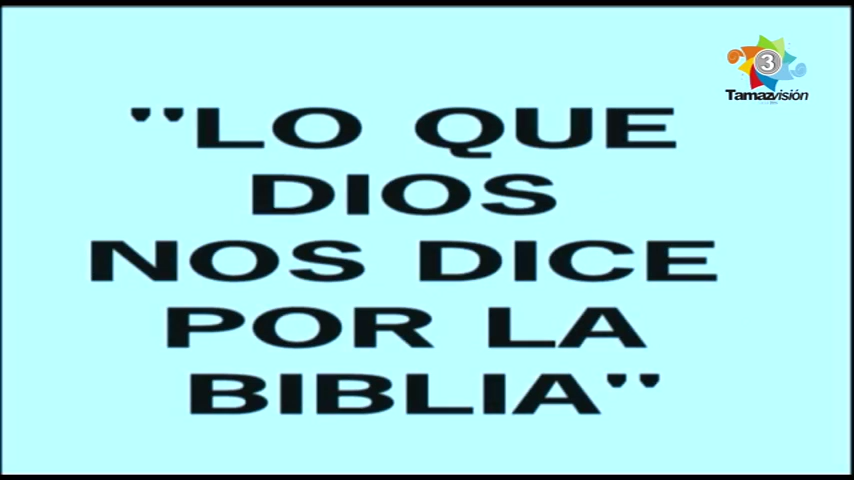 3
Tamazvisión
"LO QUE
DIOS
NOS DICE
POR LA
BIBLIA"